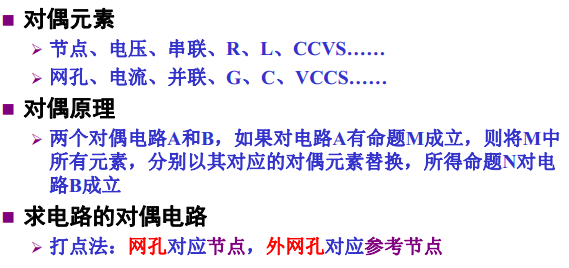 对偶元素
节点、电压、串联、R、L、CCVS……
网孔、电流、并联、G、C、VCCS……
对偶原理
两个对偶电路A和B，如果对电路A有命题M成立，则将M中
所有元素，分别以其对应的对偶元素替换，所得命题N对电
路B成立
求电路的对偶电路
打点法：网孔对应节点，外网孔对应参考节点